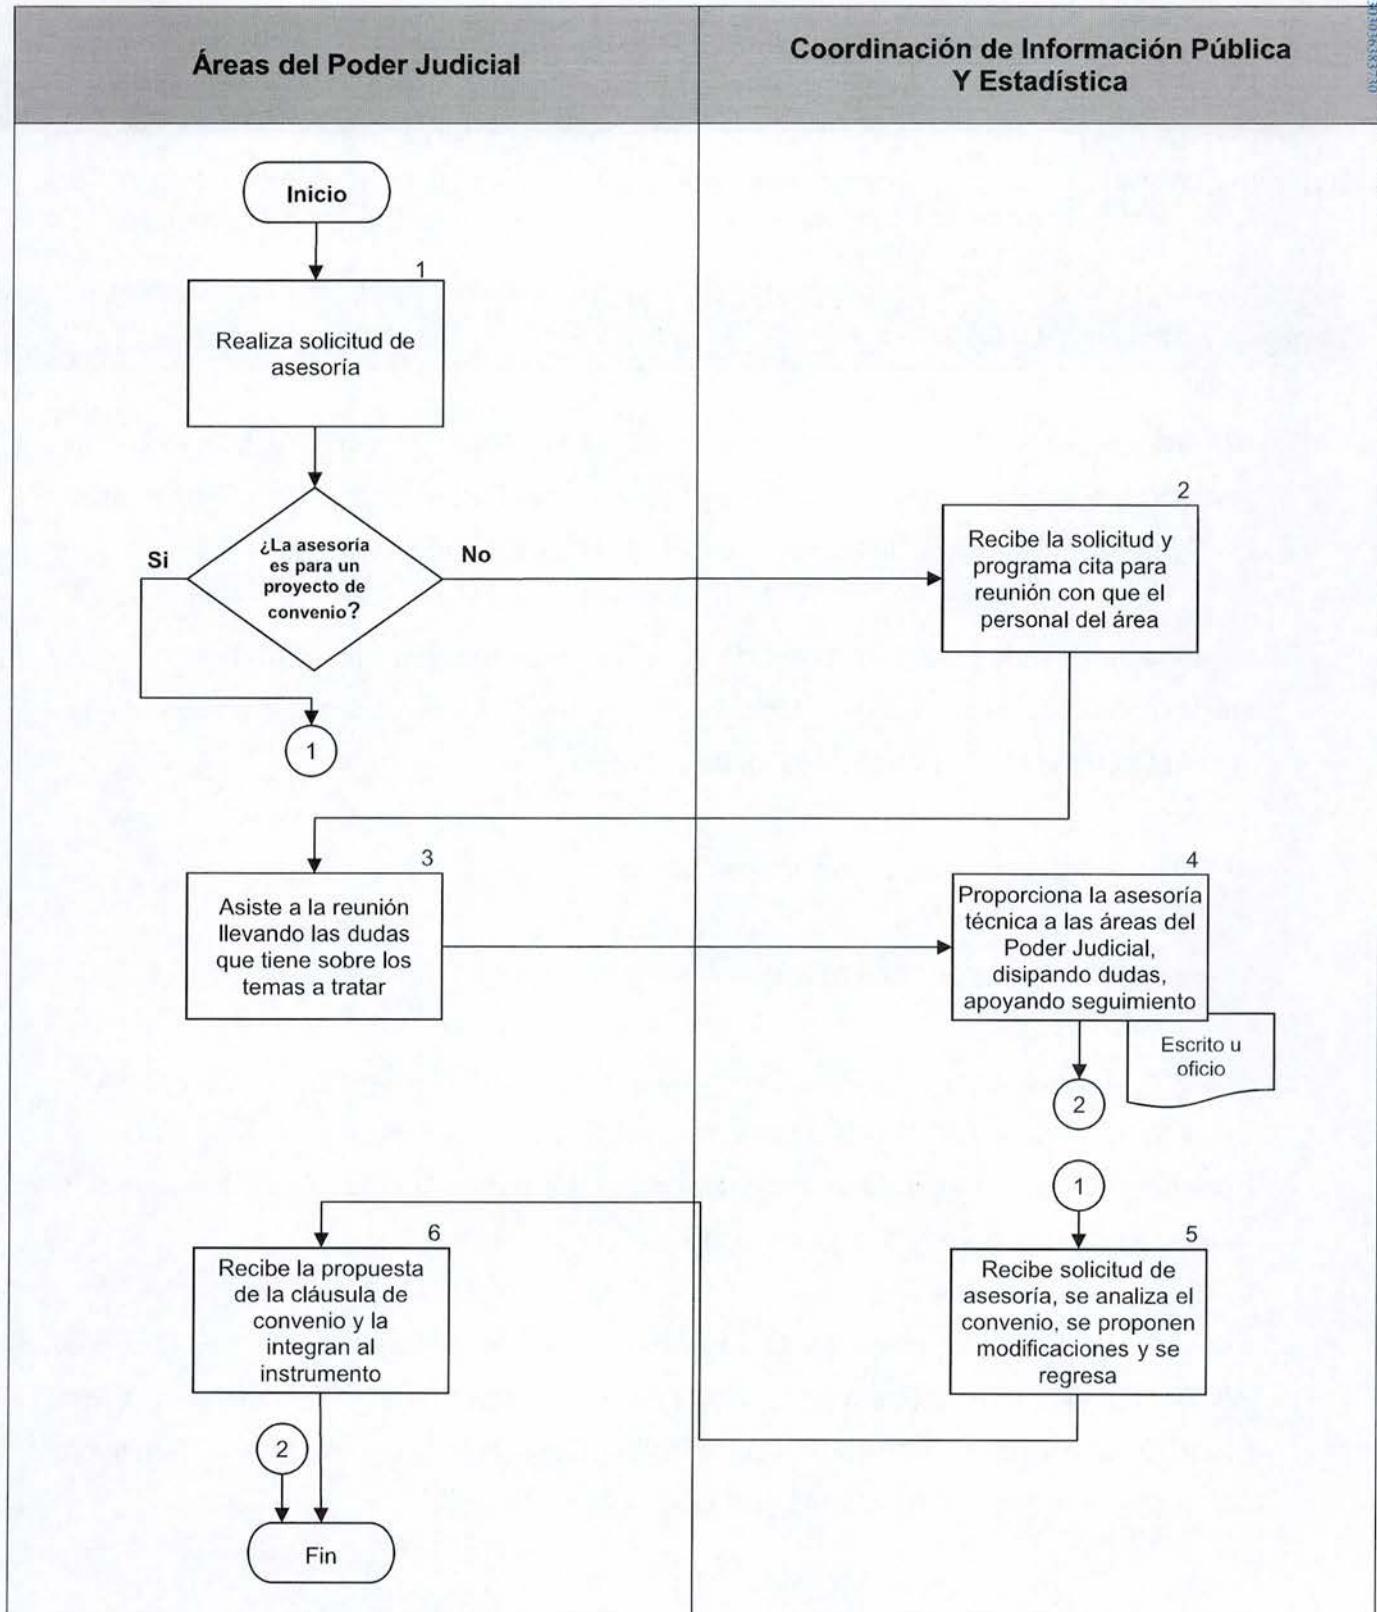 Áreas del Poder Judicial
Coordinación de Información Pública
Y Estadística
Inicio
1
Realiza solicitud de
asesoría
¿La asesoría
es para un
proyecto de
convenio?
Si
No
1
2
Recibe la solicitud y
programa cita para
reunión con que el
personal del área
3
Asiste a la reunión
llevando las dudas
que tiene sobre los
temas a tratar
4
Proporciona la asesoría
técnica a las áreas del
Poder Judicial,
disipando dudas,
apoyando seguimiento
Escrito u
oficio
2
1
5
Recibe solicitud de
asesoría, se analiza el
convenio, se proponen
modificaciones y se
regresa
6
Recibe la propuesta
de la cláusula de
convenio y la
integran al
instrumento
2
Fin